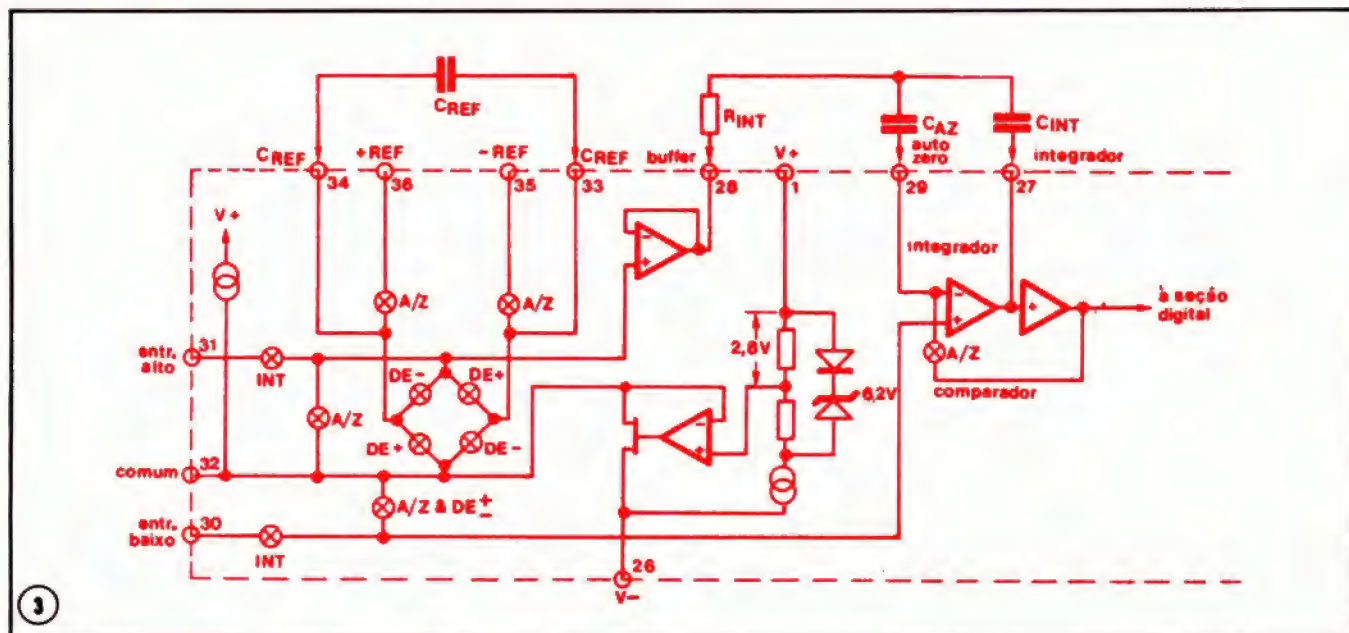 CREF
RINT
CAZ
auto
zero
CINT
CREF
+REF
-REF
CREF
buffer
V+
integrador
34
36
35
33
28
1
29
27
V+
integrador
A/Z
A/Z
à seção
digital
entr.
alto
31
INT
DE-
DE+
2,8V
A/Z
comparador
6,2V
A/Z
DE+
DE-
comum
32
A/Z & DE±
entr.
baixo
30
INT
26
V-
3